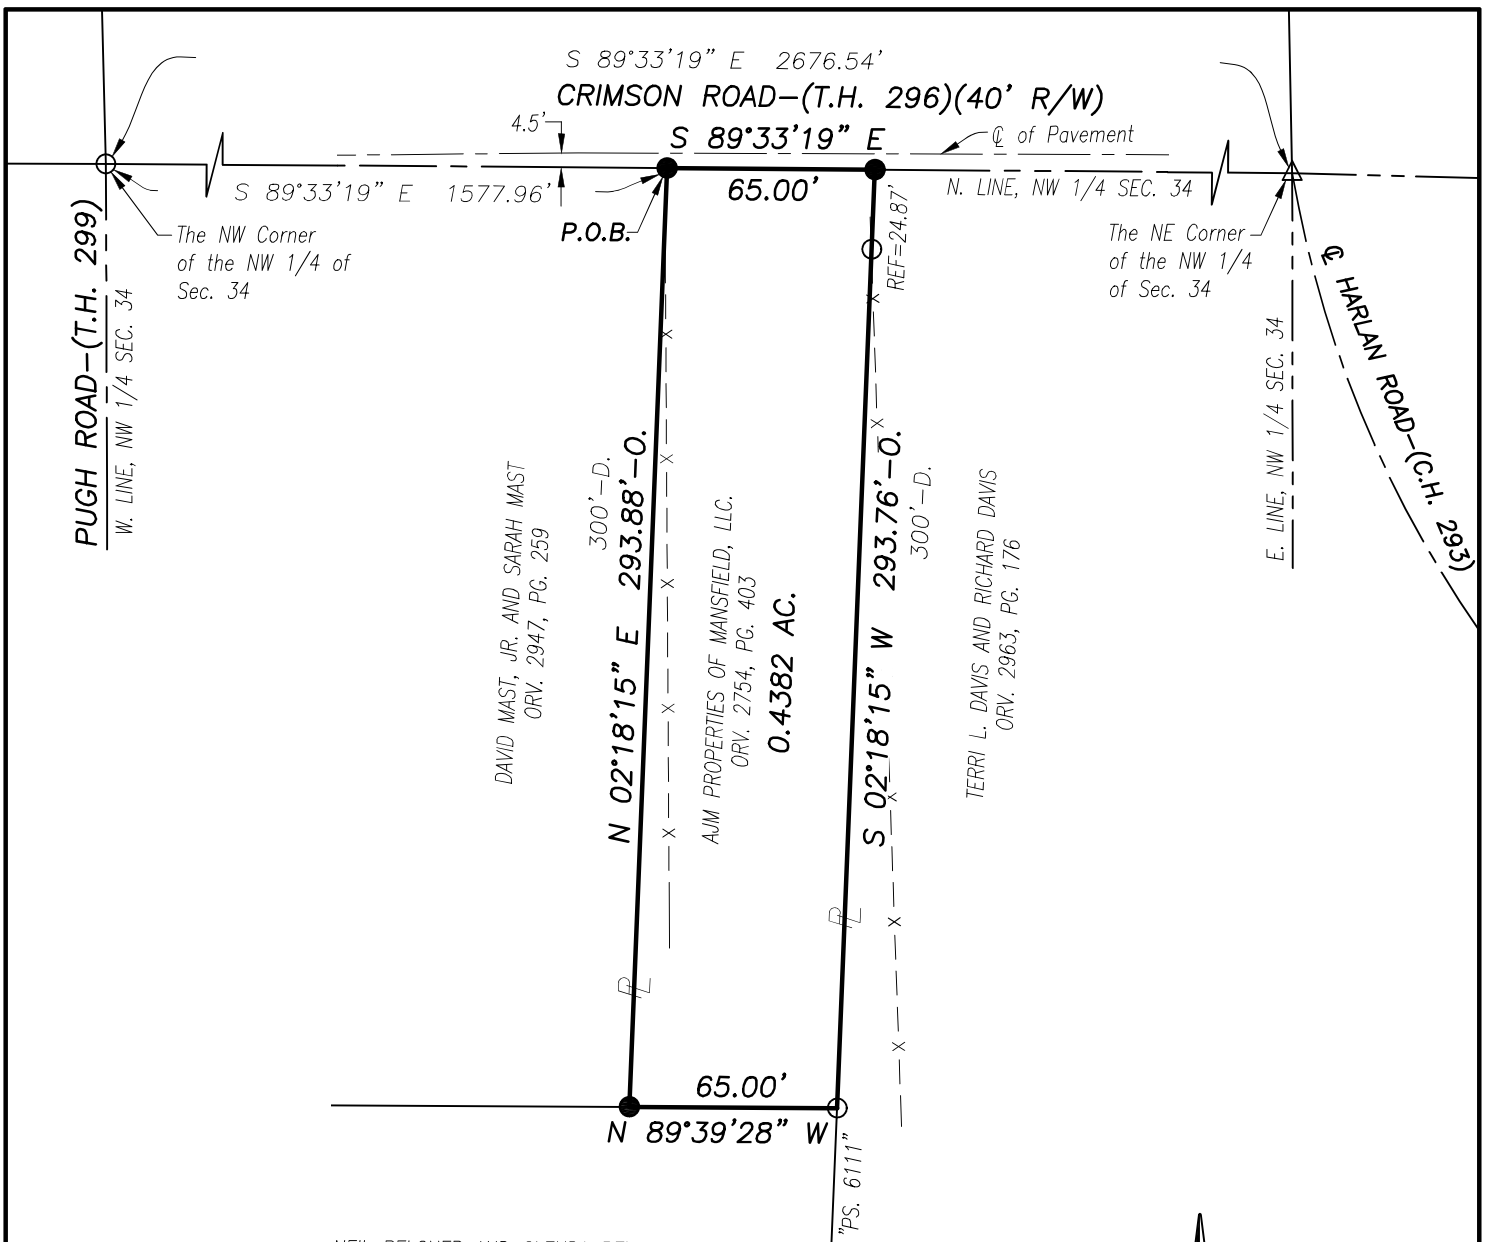 S 89°33'19" E 2676.54'
CRIMSON ROAD-(T.H. 296)(40' R/W)
4.5'
S 89°33'19" E
℄ of Pavement
S 89°33'19" E 1577.96'
65.00'
N. LINE, NW 1/4 SEC. 34
P.O.B.
REF=24.87'
The NW Corner
of the NW 1/4 of
Sec. 34
The NE Corner
of the NW 1/4
of Sec. 34
PUGH ROAD-(T.H. 299)
W. LINE, NW 1/4 SEC. 34
E. LINE, NW 1/4 SEC. 34
℄ HARLAN ROAD-(C.H. 293)
DAVID MAST, JR. AND SARAH MAST
ORV. 2947, PG. 259
300'-D.
N 02°18'15" E 293.88'-O.
AJM PROPERTIES OF MANSFIELD, LLC.
ORV. 2754, PG. 403
0.4382 AC.
S 02°18'15" W 293.76'-O.
300'-D.
TERRI L. DAVIS AND RICHARD DAVIS
ORV. 2963, PG. 176
PL
PL
65.00'
N 89°39'28" W
"PS. 6111"